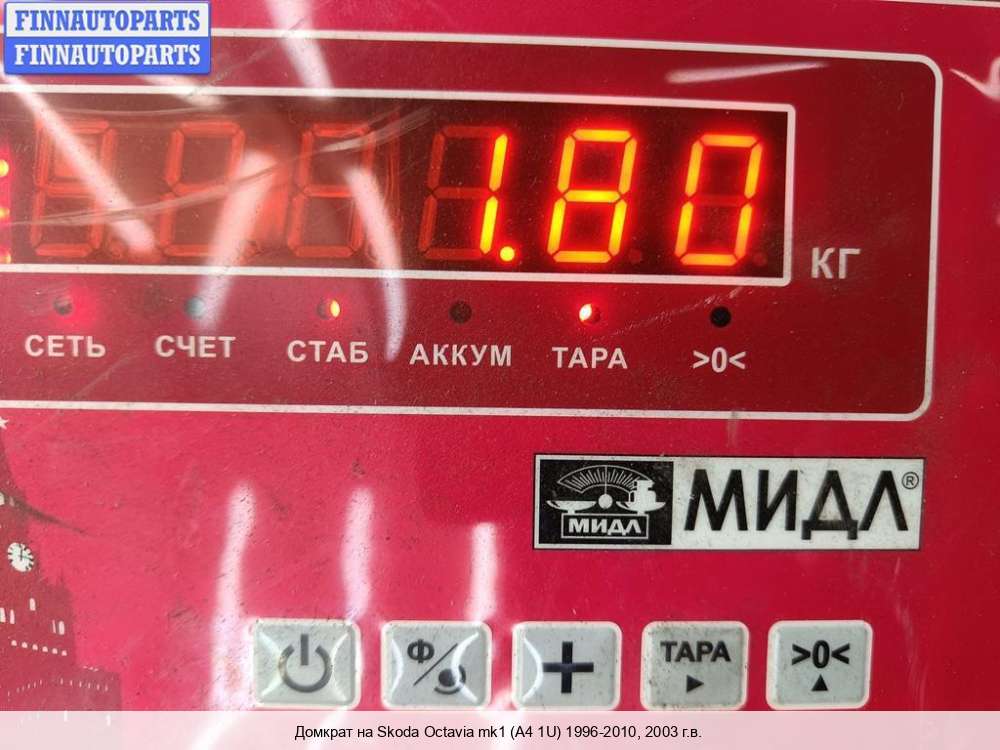 FINNAUTOPARTS
FINNAUTOPARTS
1.80
КГ
СЕТЬ СЧЕТ СТАБ АККУМ ТАРА >0<
МИДЛ МИДЛ®
Ф ТАРА >0<
Домкрат на Skoda Octavia mk1 (A4 1U) 1996-2010, 2003 г.в.